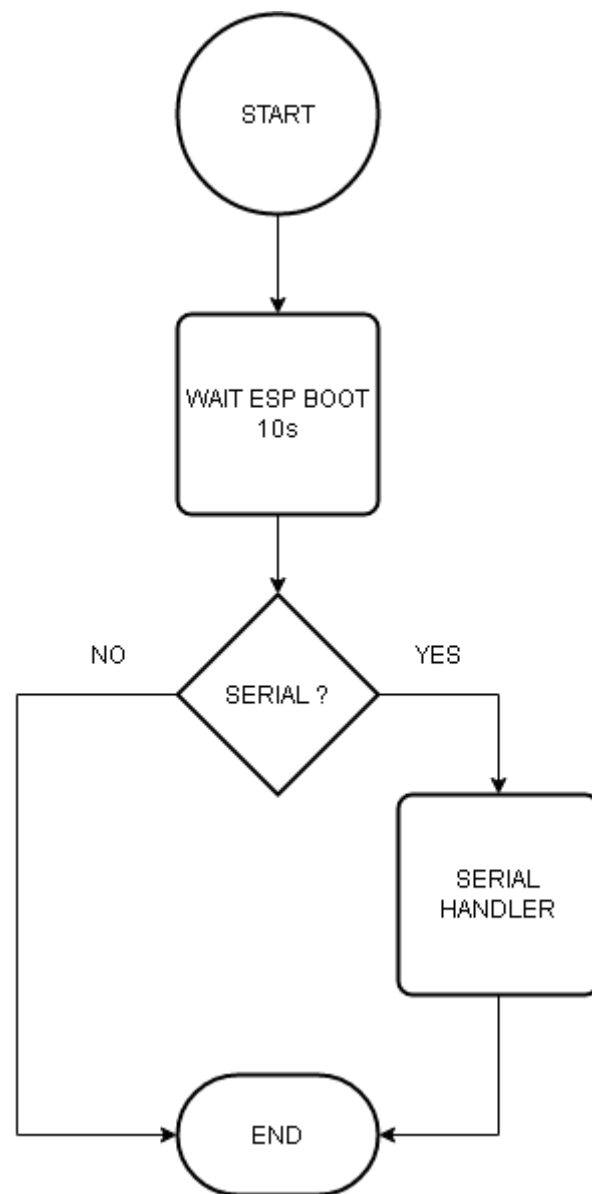 START
WAIT ESP BOOT
10s
NO
YES
SERIAL ?
SERIAL
HANDLER
END